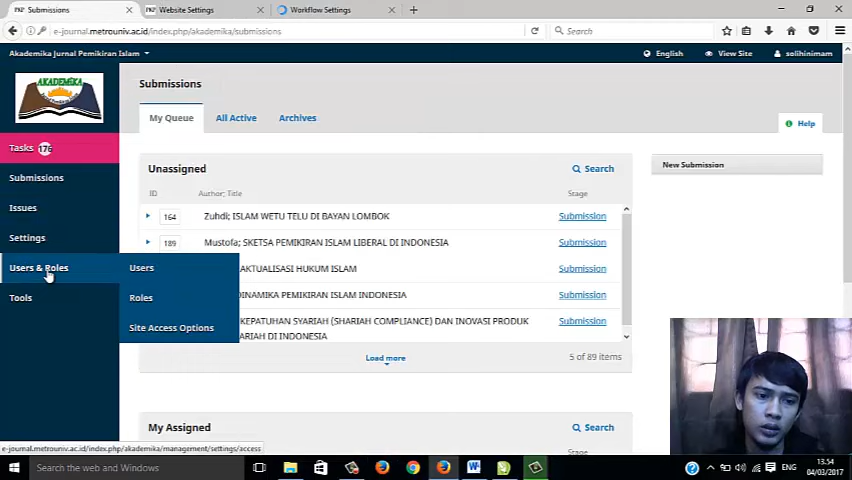 Submissions
Website Settings
Workflow Settings
e-journal.metrouniv.ac.id/index.php/akademika/submissions
Search
Akademika Jurnal Pemikiran Islam
English
View Site
solihinimam
AKADEMIKA
Submissions
My Queue
All Active
Archives
Help
Tasks 176
Submissions
Issues
Settings
Users & Roles
Tools
Users
Roles
Site Access Options
Unassigned
Search
ID
Author; Title
Stage
164
Zuhdi; ISLAM WETU TELU DI BAYAN LOMBOK
Submission
189
Mustofa; SKETSA PEMIKIRAN ISLAM LIBERAL DI INDONESIA
Submission
AKTUALISASI HUKUM ISLAM
Submission
DINAMIKA PEMIKIRAN ISLAM INDONESIA
Submission
KEPATUHAN SYARIAH (SHARIAH COMPLIANCE) DAN INOVASI PRODUK
ARIAH DI INDONESIA
Submission
Load more
5 of 89 items
New Submission
My Assigned
Search
e-journal.metrouniv.ac.id/index.php/akademika/management/settings/access
Search the web and Windows
ENG
13.54
04/03/2017